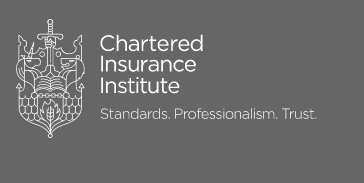 Chartered
Insurance
Institute
Standards. Professionalism. Trust.